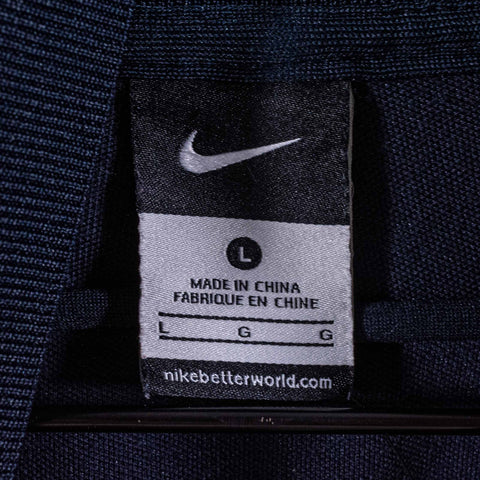 L
MADE IN CHINA
FABRIQUE EN CHINE
L G G
nikebetterworld.com